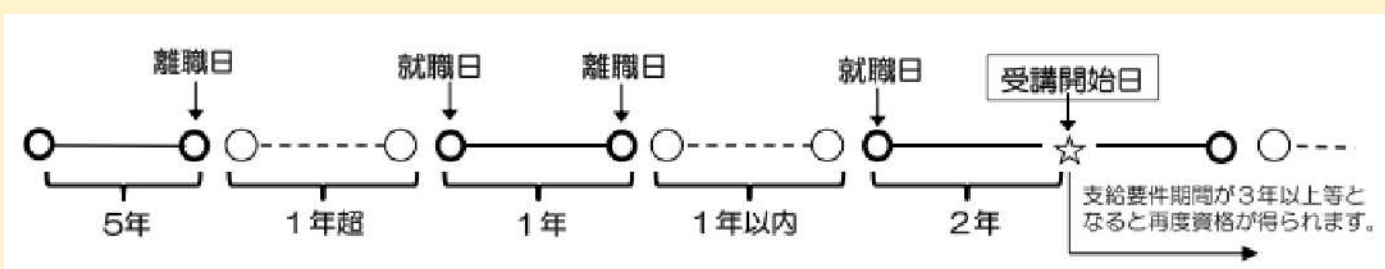 離職日
就職日
離職日
就職日
受講開始日
5年
1年超
1年
1年以内
2年
支給要件期間が3年以上等と
なると再度資格が得られます。